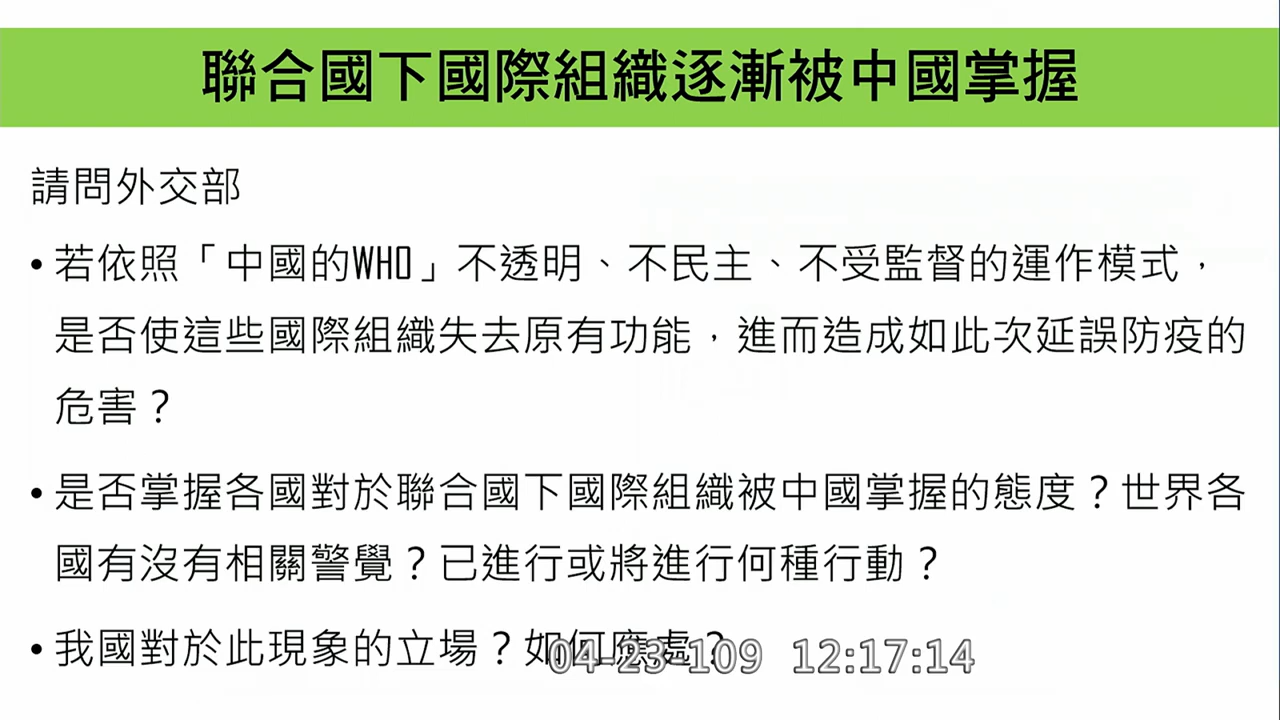 聯合國下國際組織逐漸被中國掌握
請問外交部
•若依照「中國的WHO」不透明、不民主、不受監督的運作模式，
是否使這些國際組織失去原有功能，進而造成如此次延誤防疫的
危害？
•是否掌握各國對於聯合國下國際組織被中國掌握的態度？世界各
國有沒有相關警覺？已進行或將進行何種行動？
•我國對於此現象的立場？如何應處？
04-23-109 12:17:14